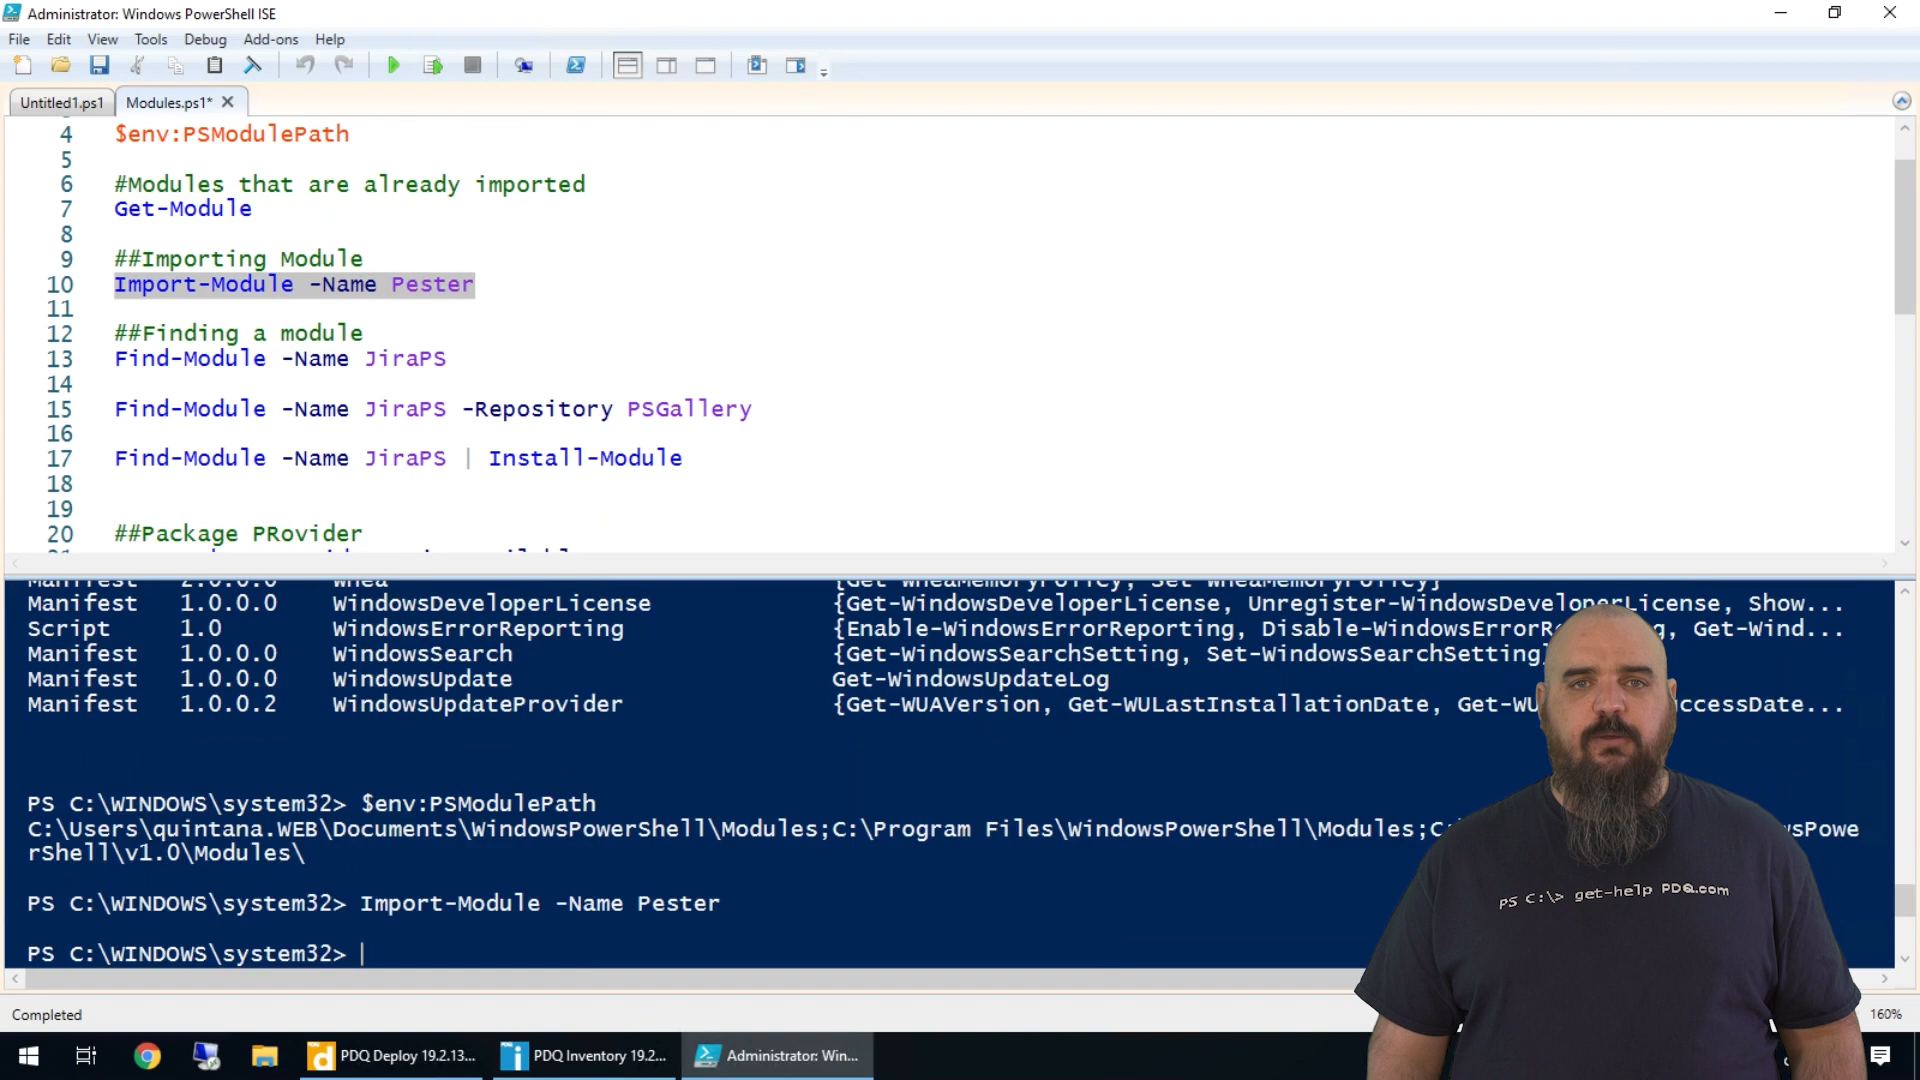 Administrator: Windows PowerShell ISE
File Edit View Tools Debug Add-ons Help
Untitled1.ps1 Modules.ps1*
4 $env:PSModulePath
5
6 #Modules that are already imported
7 Get-Module
8
9 ##Importing Module
10 Import-Module -Name Pester
11
12 ##Finding a module
13 Find-Module -Name JiraPS
14
15 Find-Module -Name JiraPS -Repository PSGallery
16
17 Find-Module -Name JiraPS | Install-Module
18
19
20 ##Package PRovider
Manifest 1.0.0.0 WindowsDeveloperLicense {Get-WindowsDeveloperLicense, Unregister-WindowsDeveloperLicense, Show...
Script 1.0 WindowsErrorReporting {Enable-WindowsErrorReporting, Disable-WindowsErrorR g, Get-Wind...
Manifest 1.0.0.0 WindowsSearch {Get-WindowsSearchSetting, Set-WindowsSearchSetting}
Manifest 1.0.0.0 WindowsUpdate Get-WindowsUpdateLog
Manifest 1.0.0.2 WindowsUpdateProvider {Get-WUAVersion, Get-WULastInstallationDate, Get-WU uccessDate...
PS C:\WINDOWS\system32> $env:PSModulePath
C:\Users\quintana.WEB\Documents\WindowsPowerShell\Modules;C:\Program Files\WindowsPowerShell\Modules;C: wsPowe
rShell\v1.0\Modules\
PS C:\WINDOWS\system32> Import-Module -Name Pester
PS C:\WINDOWS\system32>
PS C:\> get-help PDQ.com
Completed
160%
PDQ Deploy 19.2.13... PDQ Inventory 19.2... Administrator: Win...